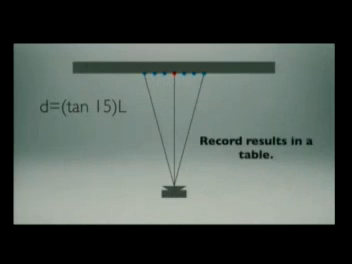 d=(tan 15)L
Record results in a
table.